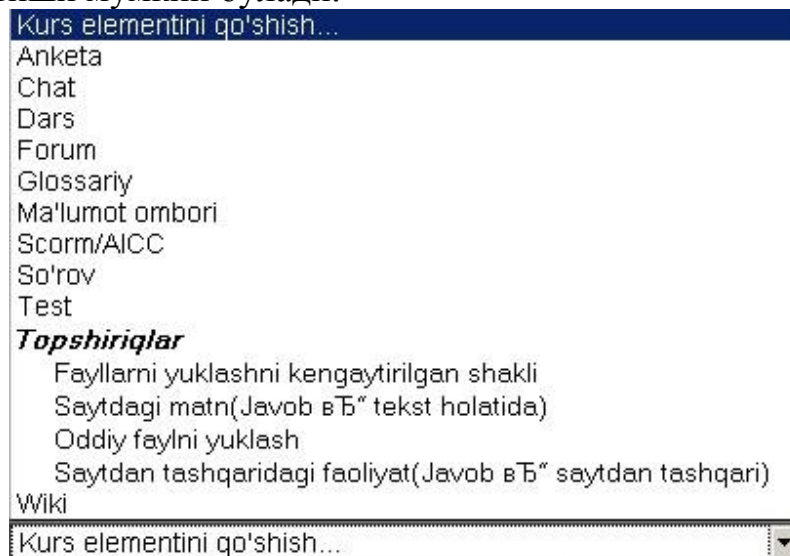 мумкин бўлади.
Kurs elementini qo'shish...
Anketa
Chat
Dars
Forum
Glossariy
Ma'lumot ombori
Scorm/AICC
So'rov
Test
Topshiriqlar
Fayllarni yuklashni kengaytirilgan shakli
Saytdagi matn(Javob вЂ“ tekst holatida)
Oddiy faylni yuklash
Saytdan tashqaridagi faoliyat(Javob вЂ“ saytdan tashqari)
Wiki
Kurs elementini qo'shish...